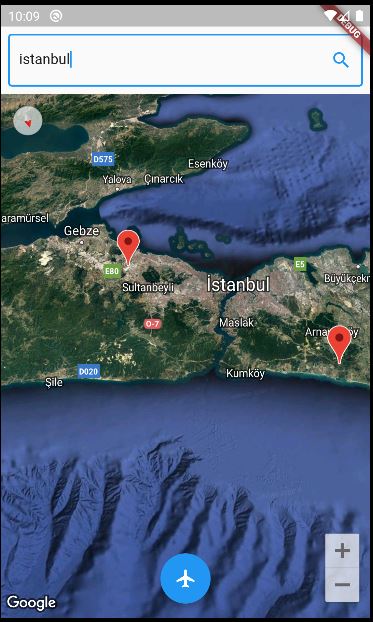 10:09
DEBUG
istanbul
D575
Esenköy
Yalova
Çınarcık
aramürsel
Gebze
E80
Sultanbeyli
İstanbul
E5
Büyükçekm
O-7
Maslak
Arnavutköy
D020
Kumköy
Şile
+
−
Google